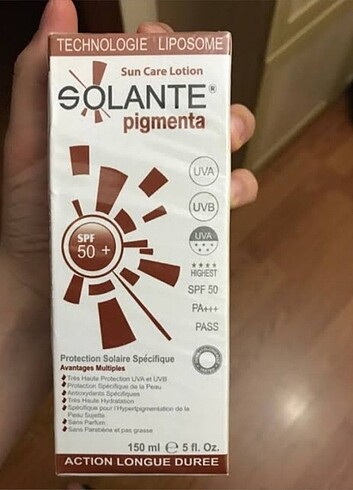 TECHNOLOGIE LIPOSOME
Sun Care Lotion
SOLANTE®
pigmenta
UVA
UVB
UVA
★★★★
HIGHEST
SPF
50 +
SPF 50
PA+++
PASS
Protection Solaire Spécifique
Avantages Multiples
Très Haute Protection UVA et UVB
Protection Spécifique de la Peau
Antioxydants Spécifiques
Très Haute Hydratation
Spécifique pour l'Hypertpigmentation de la
Peau Sujette
Sans Parfum
Sans Parabène et pas grasse
150 ml ℮ 5 fl. Oz.
ACTION LONGUE DUREE